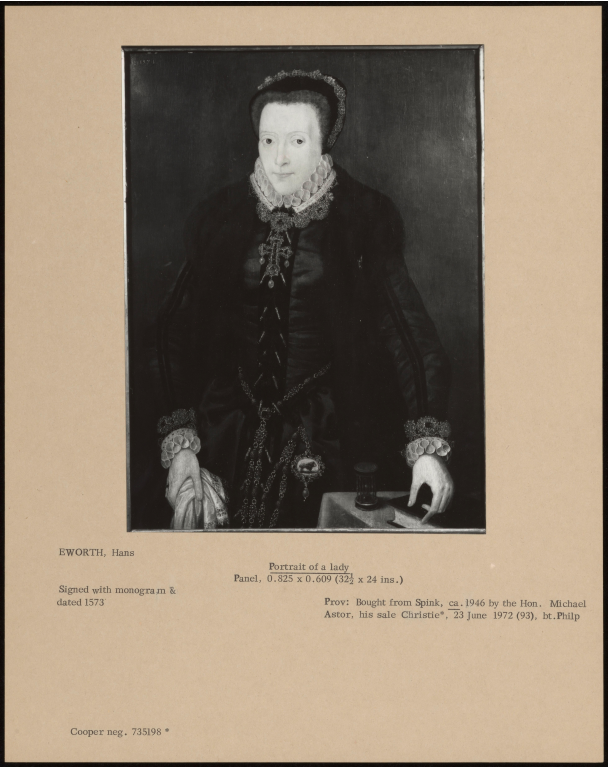 EWORTH, Hans
Portrait of a lady
Panel, 0.825 x 0.609 (32½ x 24 ins.)
Signed with monogram &
dated 1573
Prov: Bought from Spink, ca.1946 by the Hon. Michael
Astor, his sale Christie*, 23 June 1972 (93), bt.Philp
Cooper neg. 735198 *